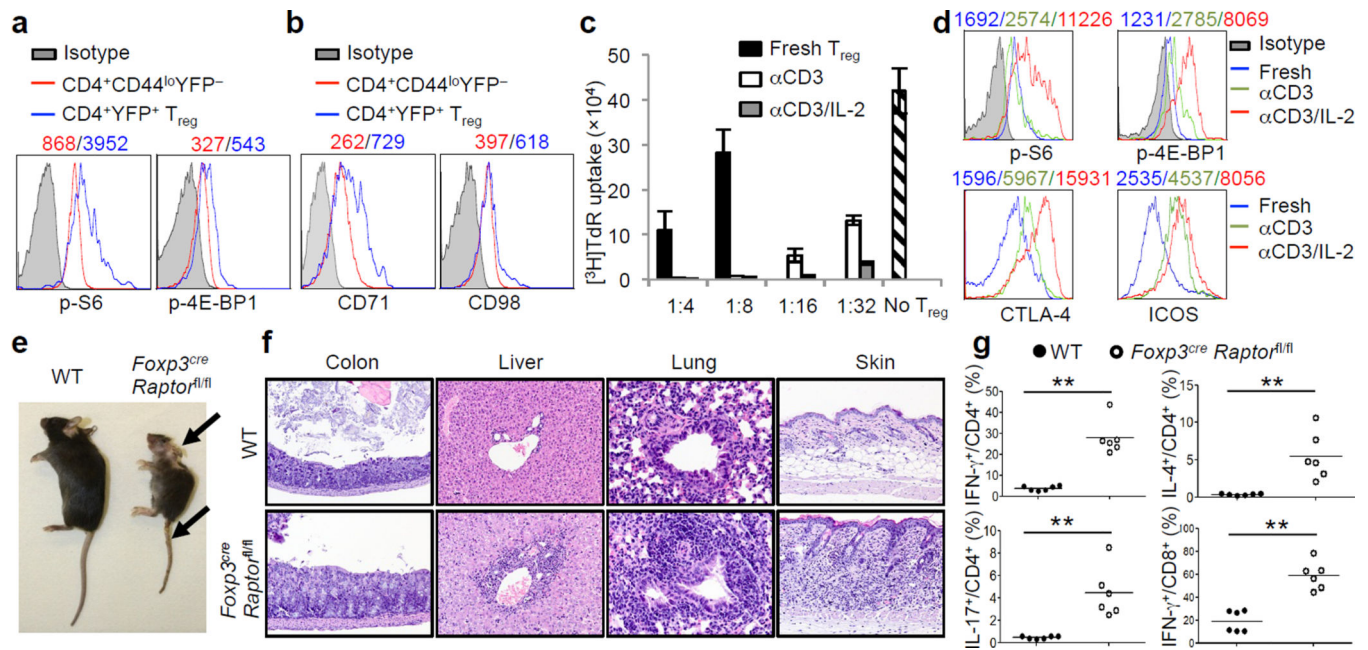 a
Isotype
CD4⁺CD44ˡᵒYFP⁻
CD4⁺YFP⁺ Treg
868/3952
327/543
p-S6
p-4E-BP1
b
Isotype
CD4⁺CD44ˡᵒYFP⁻
CD4⁺YFP⁺ Treg
262/729
397/618
CD71
CD98
c
[³H]TdR uptake (×10⁴)
50
40
30
20
10
0
Fresh Treg
αCD3
αCD3/IL-2
1:4
1:8
1:16
1:32
No Treg
d
1692/2574/11226
1231/2785/8069
Isotype
Fresh
αCD3
αCD3/IL-2
p-S6
p-4E-BP1
1596/5967/15931
2535/4537/8056
Fresh
αCD3
αCD3/IL-2
CTLA-4
ICOS
e
WT
Foxp3ᶜʳᵉ
Raptorᶠˡ/ᶠˡ
f
Colon
Liver
Lung
Skin
WT
Foxp3ᶜʳᵉ
Raptorᶠˡ/ᶠˡ
g
WT
Foxp3ᶜʳᵉ Raptorᶠˡ/ᶠˡ
IFN-γ⁺/CD4⁺ (%)
50
40
30
20
10
0
**
IL-4⁺/CD4⁺ (%)
15
10
5
0
**
IL-17⁺/CD4⁺ (%)
10
8
6
4
2
0
**
IFN-γ⁺/CD8⁺ (%)
100
80
60
40
20
0
**